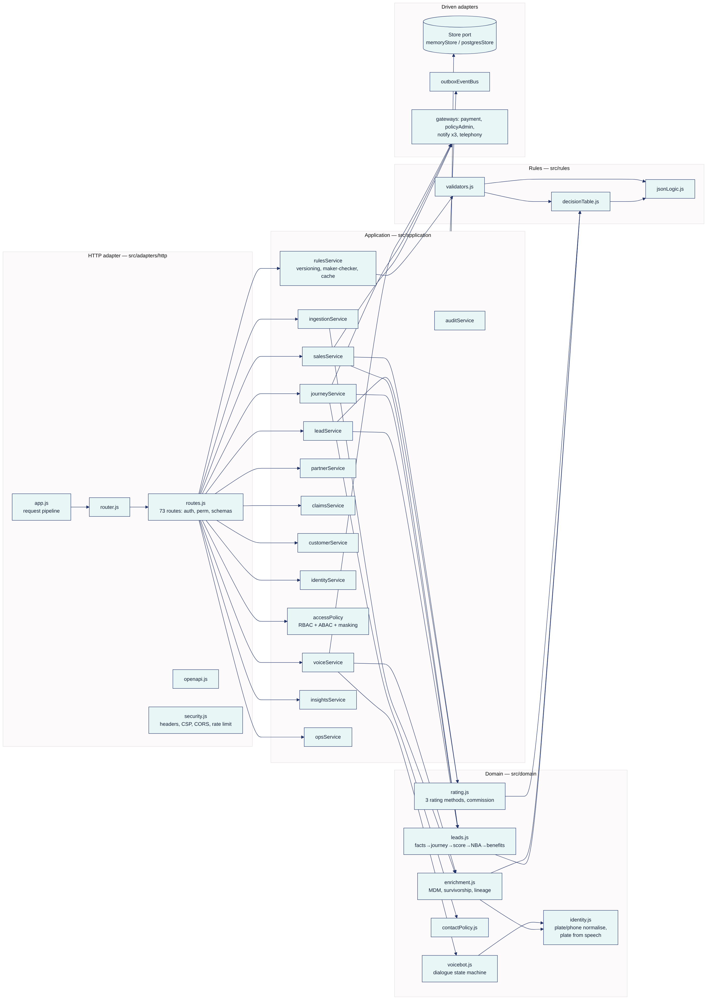 Driven adapters
Store port
memoryStore / postgresStore
outboxEventBus
gateways: payment,
policyAdmin,
notify x3, telephony
Rules — src/rules
validators.js
decisionTable.js
jsonLogic.js
Application — src/application
rulesService
versioning, maker-checker,
cache
ingestionService
auditService
salesService
journeyService
leadService
partnerService
claimsService
customerService
identityService
accessPolicy
RBAC + ABAC + masking
voiceService
insightsService
opsService
HTTP adapter — src/adapters/http
app.js
request pipeline
router.js
routes.js
73 routes: auth, perm, schemas
openapi.js
security.js
headers, CSP, CORS, rate limit
Domain — src/domain
rating.js
3 rating methods, commission
leads.js
facts→journey→score→NBA→benefits
enrichment.js
MDM, survivorship, lineage
contactPolicy.js
identity.js
plate/phone normalise,
plate from speech
voicebot.js
dialogue state machine